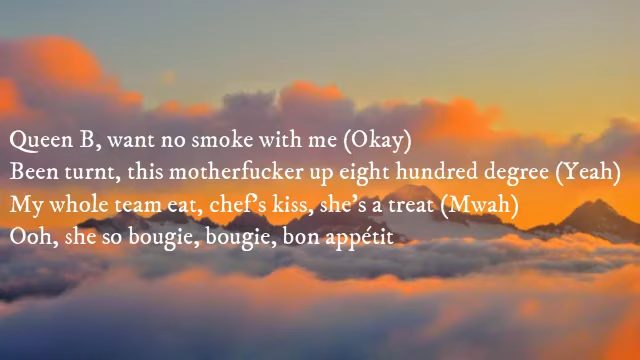 Queen B, want no smoke with me (Okay)
Been turnt, this motherfucker up eight hundred degree (Yeah)
My whole team eat, chef's kiss, she's a treat (Mwah)
Ooh, she so bougie, bougie, bon appétit